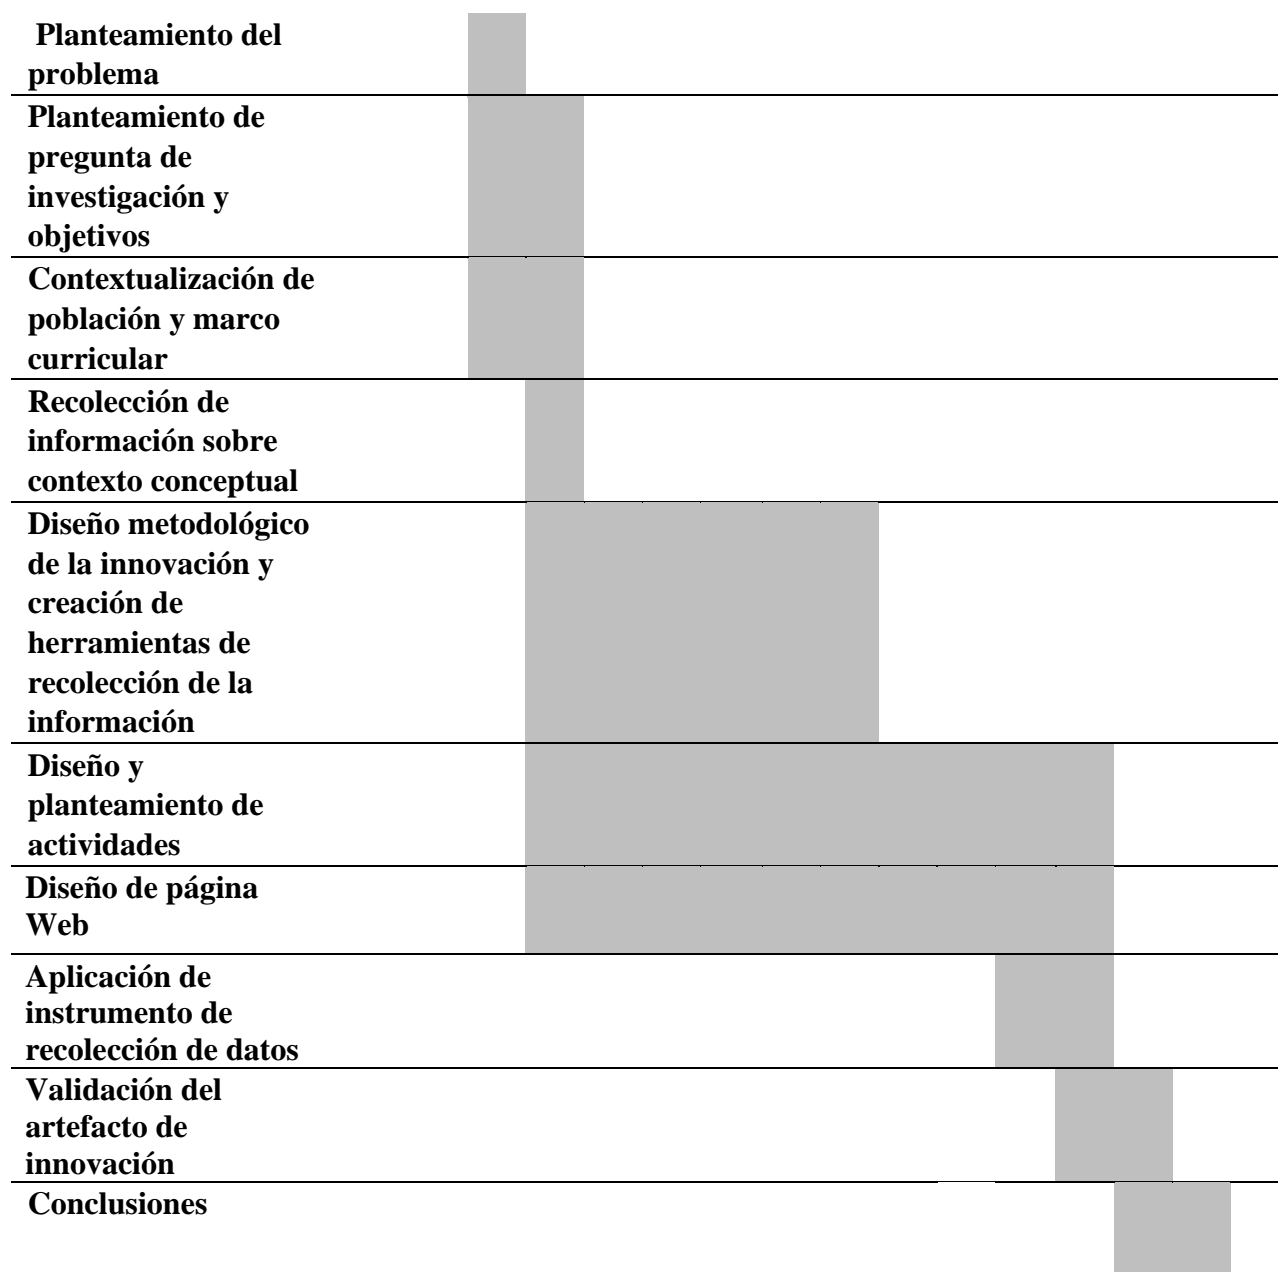 Planteamiento del
problema
Planteamiento de
pregunta de
investigación y
objetivos
Contextualización de
población y marco
curricular
Recolección de
información sobre
contexto conceptual
Diseño metodológico
de la innovación y
creación de
herramientas de
recolección de la
información
Diseño y
planteamiento de
actividades
Diseño de página
Web
Aplicación de
instrumento de
recolección de datos
Validación del
artefacto de
innovación
Conclusiones